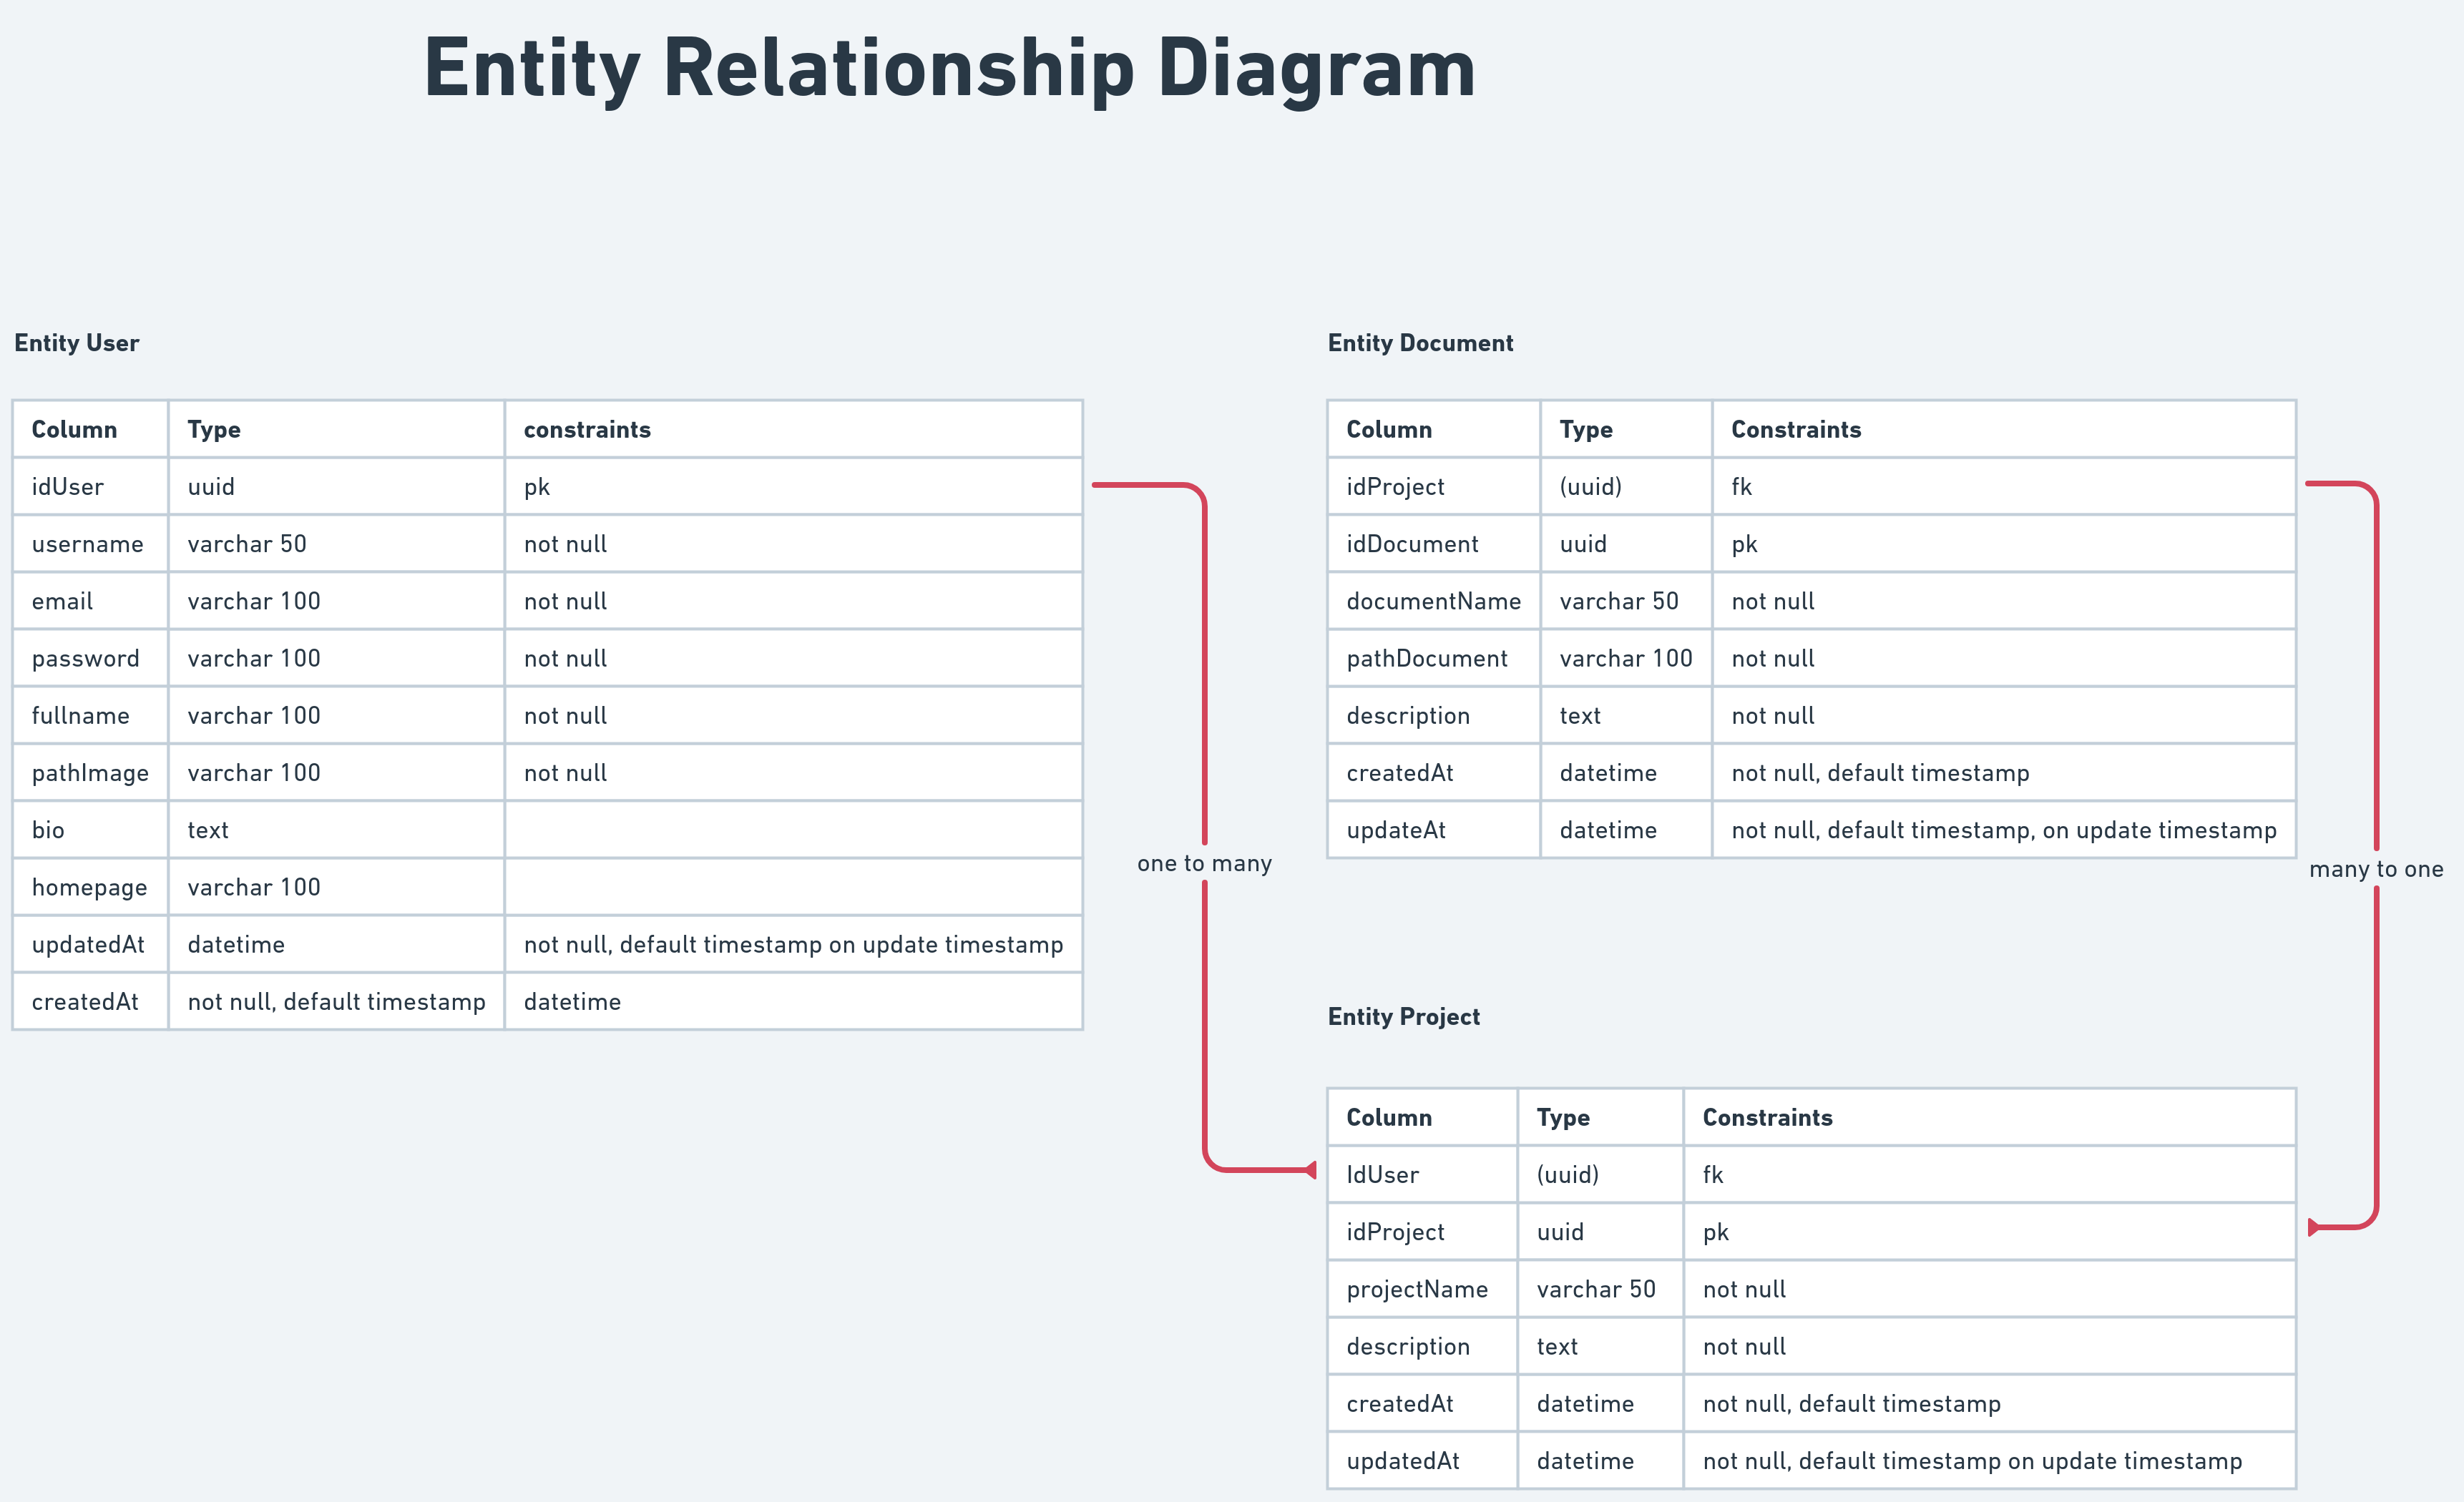 Entity Relationship Diagram
Entity User
Column Type constraints
idUser uuid pk
username varchar 50 not null
email varchar 100 not null
password varchar 100 not null
fullname varchar 100 not null
pathImage varchar 100 not null
bio text
homepage varchar 100
updatedAt datetime not null, default timestamp on update timestamp
createdAt not null, default timestamp datetime
one to many
Entity Document
Column Type Constraints
idProject (uuid) fk
idDocument uuid pk
documentName varchar 50 not null
pathDocument varchar 100 not null
description text not null
createdAt datetime not null, default timestamp
updateAt datetime not null, default timestamp, on update timestamp
many to one
Entity Project
Column Type Constraints
IdUser (uuid) fk
idProject uuid pk
projectName varchar 50 not null
description text not null
createdAt datetime not null, default timestamp
updatedAt datetime not null, default timestamp on update timestamp